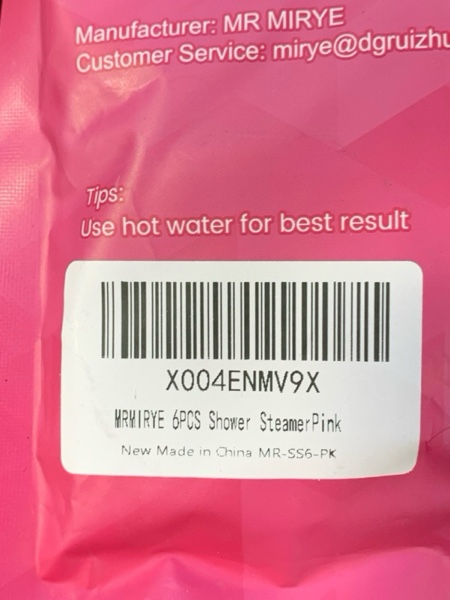 Manufacturer: MR MIRYE
Customer Service: mirye@dgruizhu
Tips:
Use hot water for best result
X004ENMV9X
MRMIRYE 6PCS Shower SteamerPink
New Made in China MR-SS6-PK